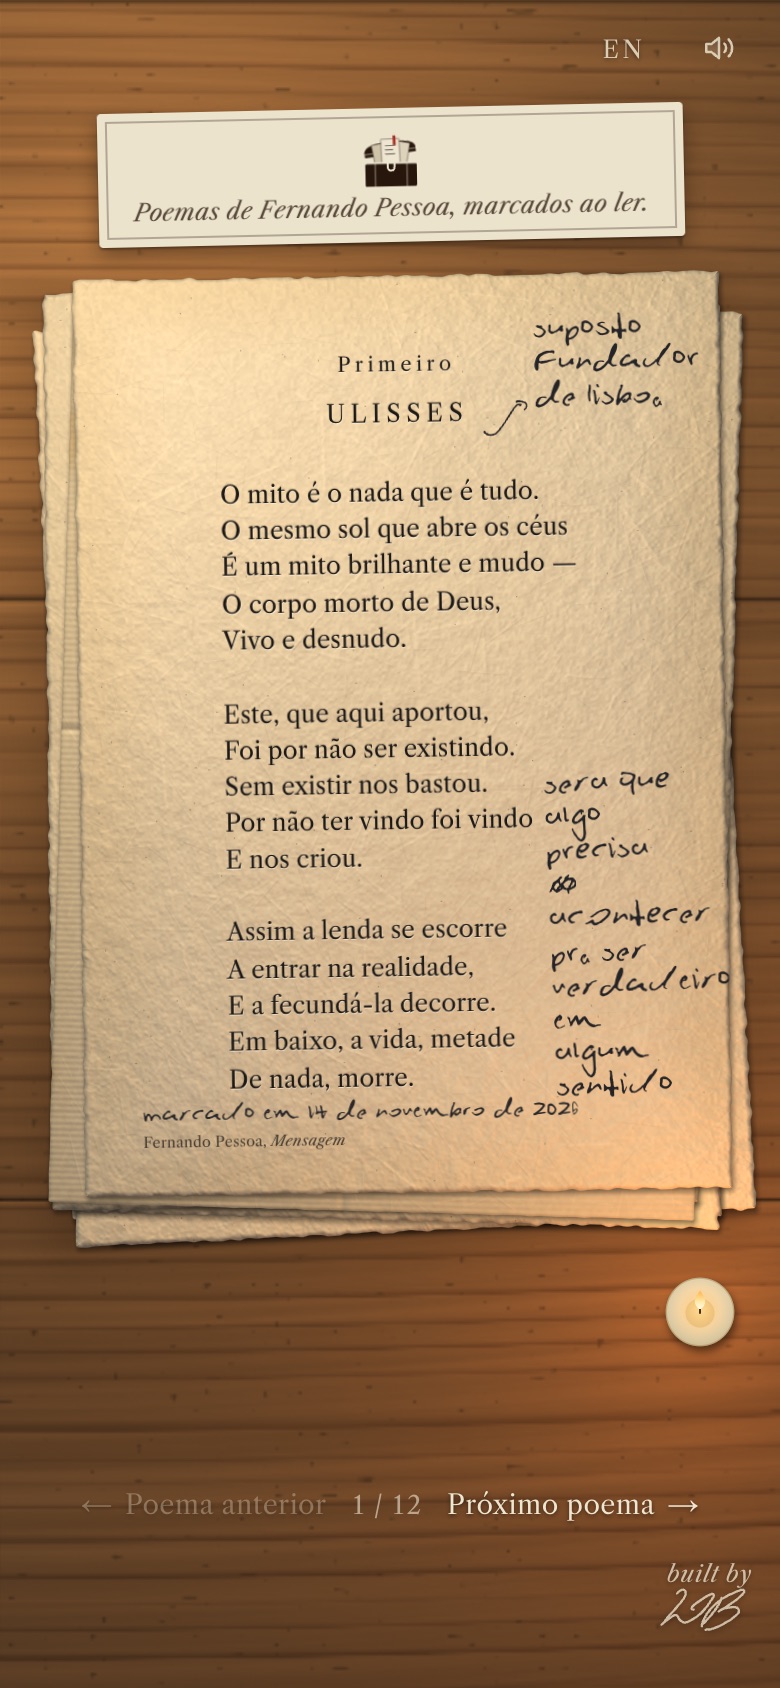 EN
Poemas de Fernando Pessoa, marcados ao ler.
suposto
Fundador
de lisboa
Primeiro
ULISSES
O mito é o nada que é tudo.
O mesmo sol que abre os céus
É um mito brilhante e mudo —
O corpo morto de Deus,
Vivo e desnudo.
Este, que aqui aportou,
Foi por não ser existindo.
Sem existir nos bastou.
Por não ter vindo foi vindo
E nos criou.
sera que
algo
precisa
acontecer
pra ser
verdadeiro
em
algum
sentido
Assim a lenda se escorre
A entrar na realidade,
E a fecundá-la decorre.
Em baixo, a vida, metade
De nada, morre.
marcado em 14 de novembro de 2026
Fernando Pessoa, Mensagem
← Poema anterior 1 / 12 Próximo poema →
built by